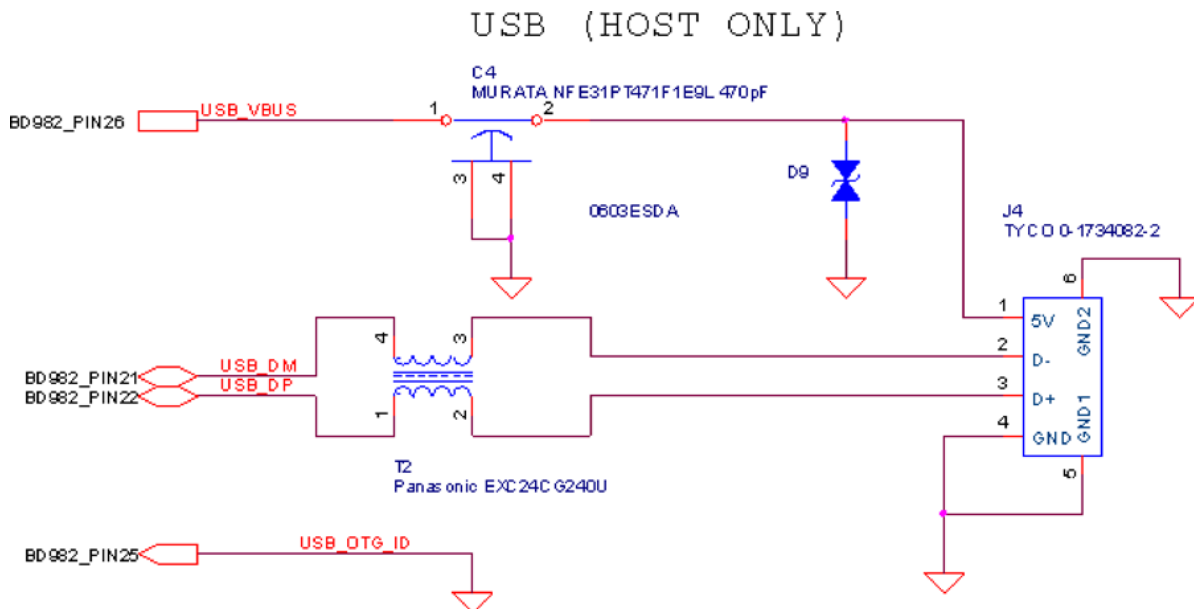 USB (HOST ONLY)
C4
MURATA NFE31PT471F1E9L 470pF
BD982_PIN26
USB_VBUS
1
2
3
4
D9
0603ESDA
J4
TYCO 0-1734082-2
6
1
5V
GND2
2
D-
3
D+
4
GND
GND1
5
BD982_PIN21
USB_DM
BD982_PIN22
USB_DP
4
3
1
2
T2
Panasonic EXC24CG240U
BD982_PIN25
USB_OTG_ID